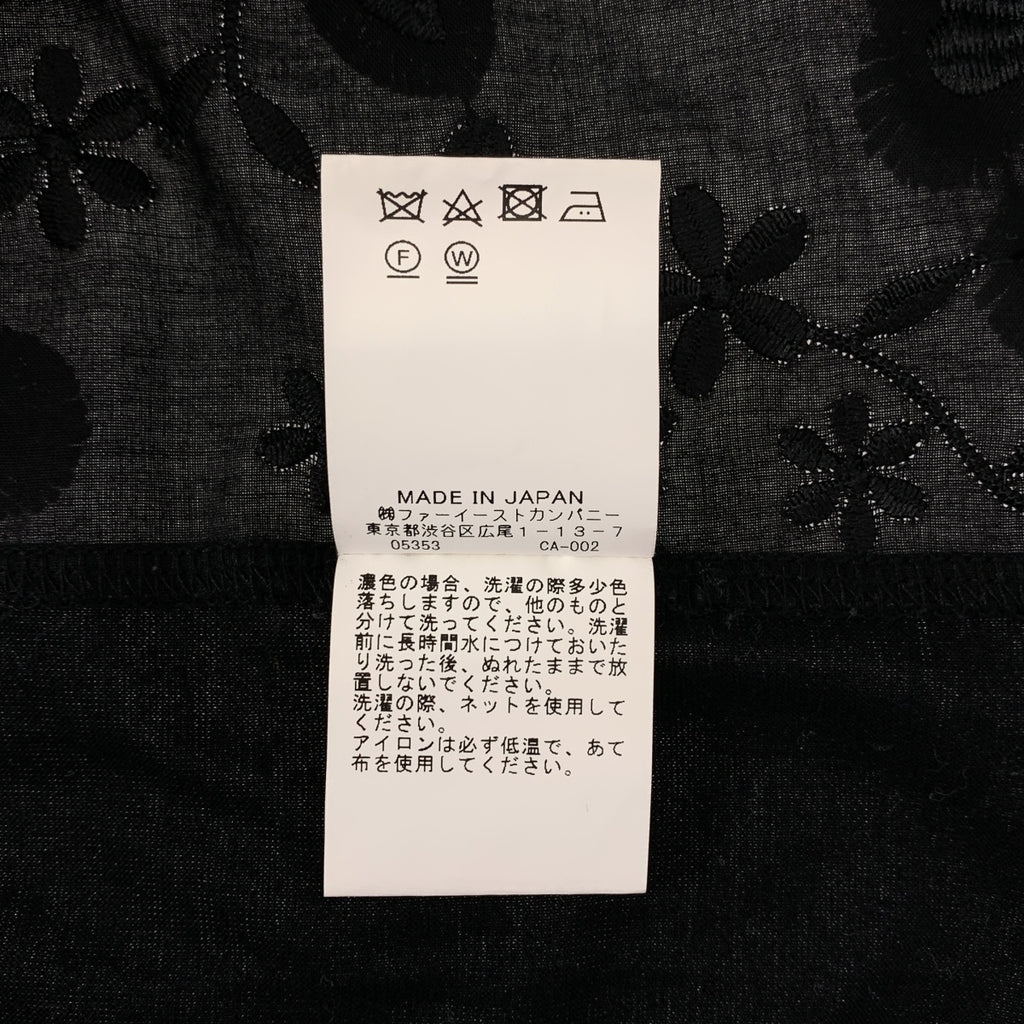 F W
MADE IN JAPAN
㈱ファーイーストカンパニー
東京都渋谷区広尾1-13-7
05353 CA-002
濃色の場合、洗濯の際多少色
落ちしますので、他のものと
分けて洗ってください。洗濯
前に長時間水につけておいた
り洗った後、ぬれたままで放
置しないでください。
洗濯の際、ネットを使用して
ください。
アイロンは必ず低温で、あて
布を使用してください。